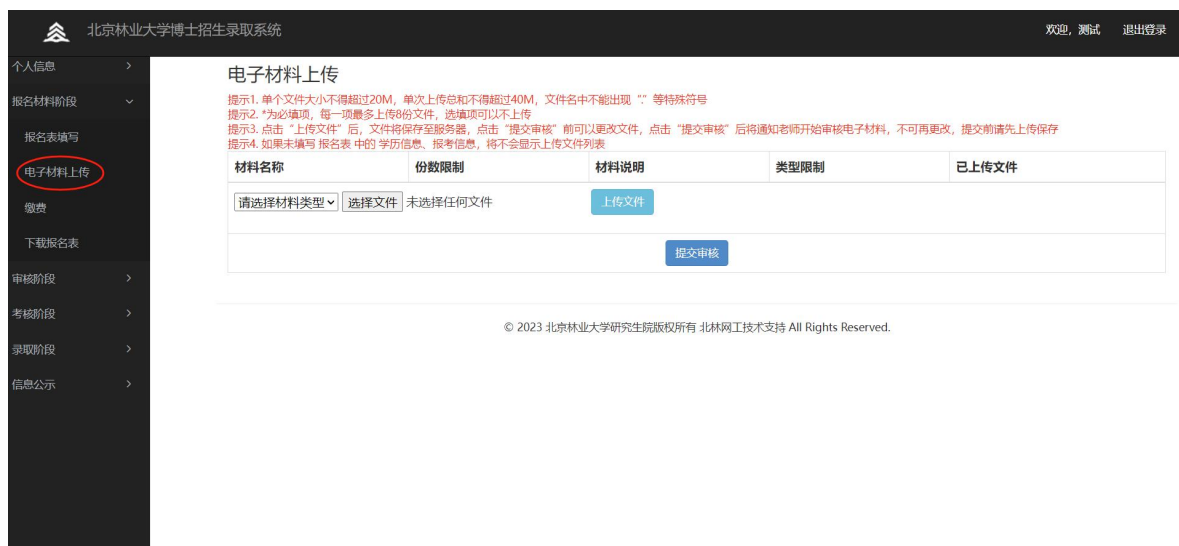 北京林业大学博士招生录取系统
欢迎，测试 退出登录
个人信息
报名材料阶段
报名表填写
电子材料上传
缴费
下载报名表
审核阶段
考核阶段
录取阶段
信息公示
电子材料上传
提示1. 单个文件大小不得超过20M，单次上传总和不得超过40M，文件名中不能出现 "." 等特殊符号
提示2. *为必填项，每一项最多上传8份文件，选填项可以不上传
提示3. 点击 "上传文件" 后，文件将保存至服务器，点击 "提交审核" 前可以更改文件，点击 "提交审核" 后将通知老师开始审核电子材料，不可再更改，提交前请先上传保存
提示4. 如果未填写 报名表 中的 学历信息、报考信息，将不会显示上传文件列表
材料名称 份数限制 材料说明 类型限制 已上传文件
请选择材料类型 选择文件 未选择任何文件 上传文件
提交审核
© 2023 北京林业大学研究生院版权所有 北林网工技术支持 All Rights Reserved.